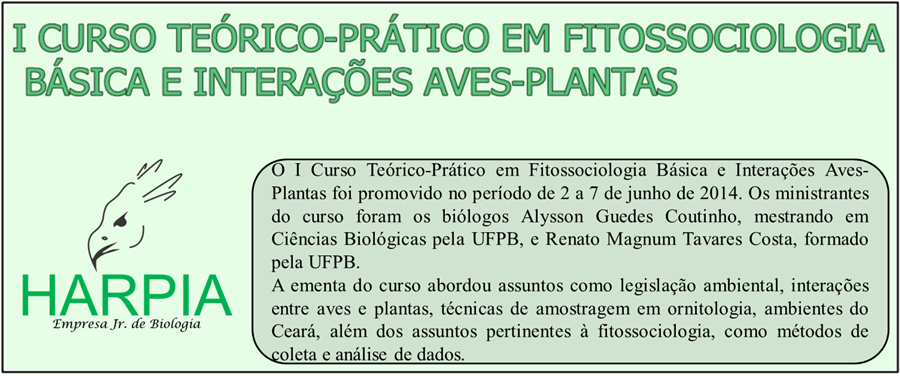 I CURSO TEÓRICO-PRÁTICO EM FITOSSOCIOLOGIA
BÁSICA E INTERAÇÕES AVES-PLANTAS
HARPIA
Empresa Jr. de Biologia
O I Curso Teórico-Prático em Fitossociologia Básica e Interações Aves-
Plantas foi promovido no período de 2 a 7 de junho de 2014. Os ministrantes
do curso foram os biólogos Alysson Guedes Coutinho, mestrando em
Ciências Biológicas pela UFPB, e Renato Magnum Tavares Costa, formado
pela UFPB.
A ementa do curso abordou assuntos como legislação ambiental, interações
entre aves e plantas, técnicas de amostragem em ornitologia, ambientes do
Ceará, além dos assuntos pertinentes à fitossociologia, como métodos de
coleta e análise de dados.